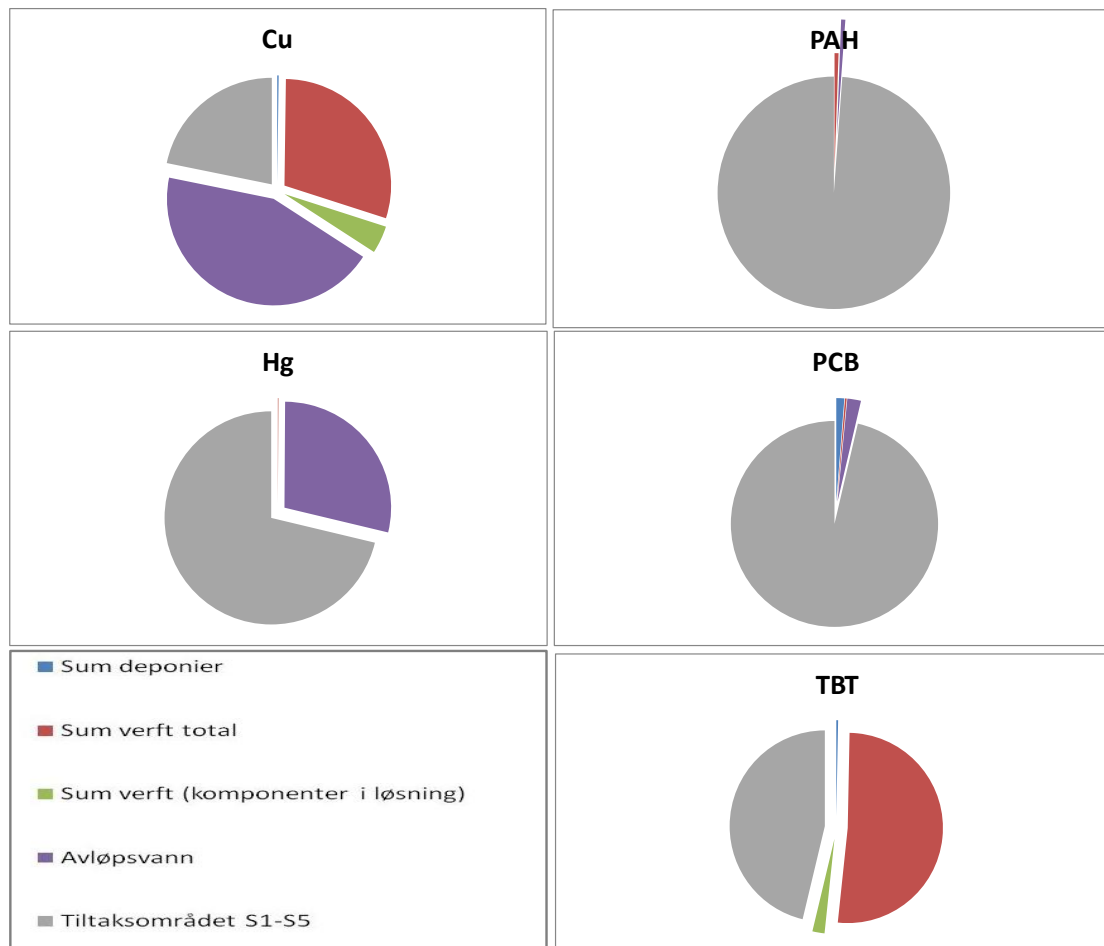 Cu
PAH
Hg
PCB
Sum deponier
Sum verft total
Sum verft (komponenter i løsning)
Avløpsvann
Tiltaksområdet S1-S5
TBT